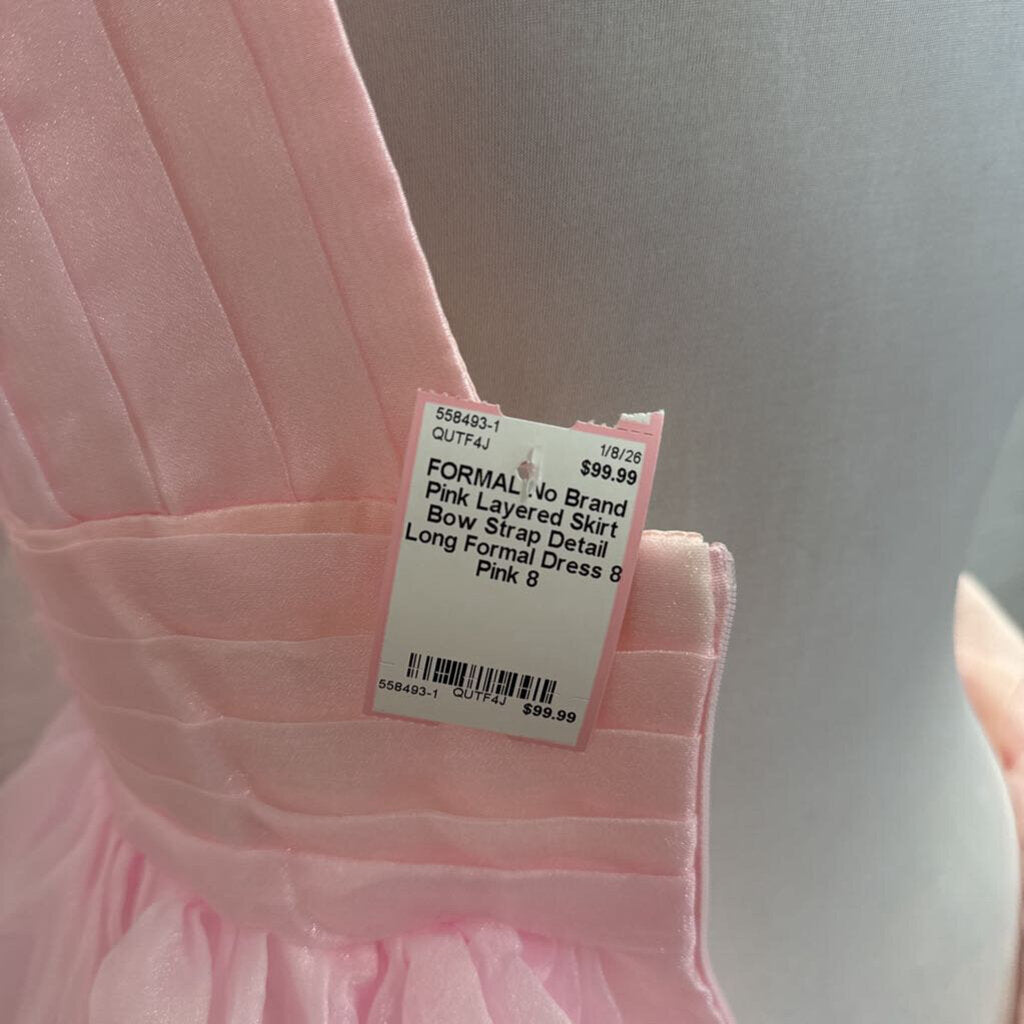 558493-1
QUTF4J
1/8/26
$99.99
FORMAL No Brand
Pink Layered Skirt
Bow Strap Detail
Long Formal Dress 8
Pink 8
558493-1 QUTF4J $99.99